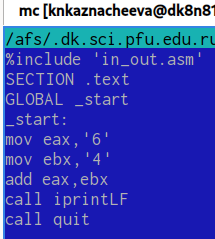 mc [knkaznacheeva@dk8n81
/afs/.dk.sci.pfu.edu.ru
%include 'in_out.asm'
SECTION .text
GLOBAL _start
_start:
mov eax,'6'
mov ebx,'4'
add eax,ebx
call iprintLF
call quit